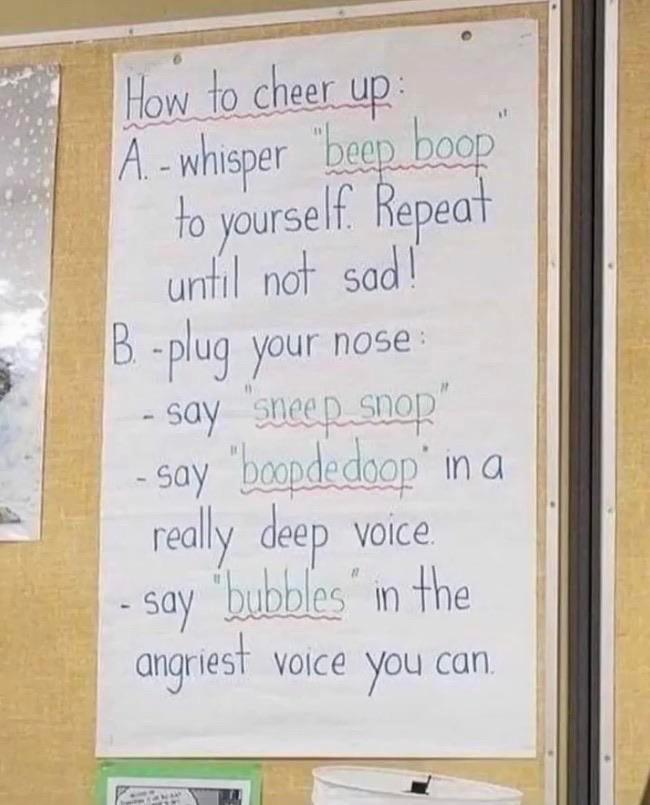 How to cheer up:
A. - whisper "beep boop"
to yourself. Repeat
until not sad!
B. - plug your nose:
- say "sneep snop"
- say "boopdedoop" in a
really deep voice.
- say "bubbles" in the
angriest voice you can.